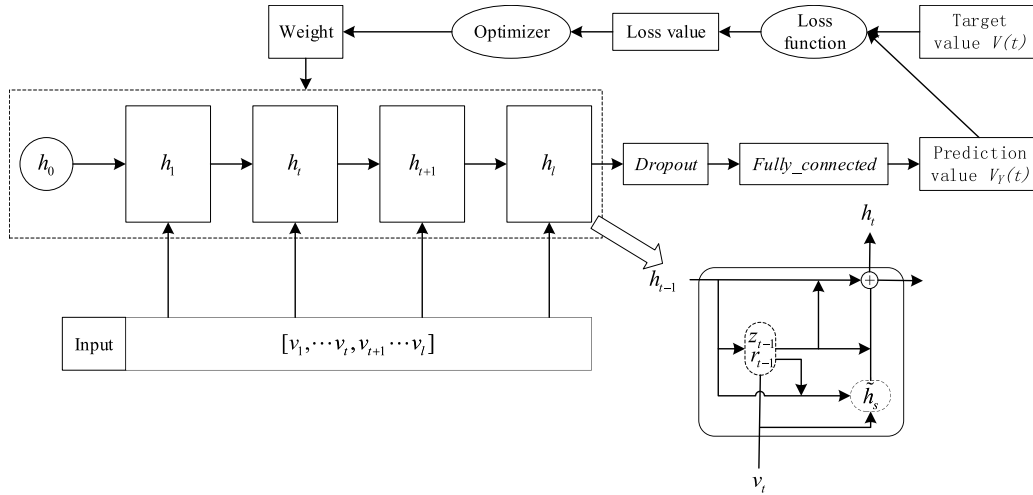 Weight
Optimizer
Loss value
Loss
function
Target
value V(t)
h₀
h₁
hₜ
hₜ₊₁
hₗ
Dropout
Fully_connected
Prediction
value V_Y(t)
Input
[v₁,⋯vₜ,vₜ₊₁⋯vₗ]
hₜ
hₜ₋₁
zₜ₋₁
rₜ₋₁
+
h̃ₛ
vₜ